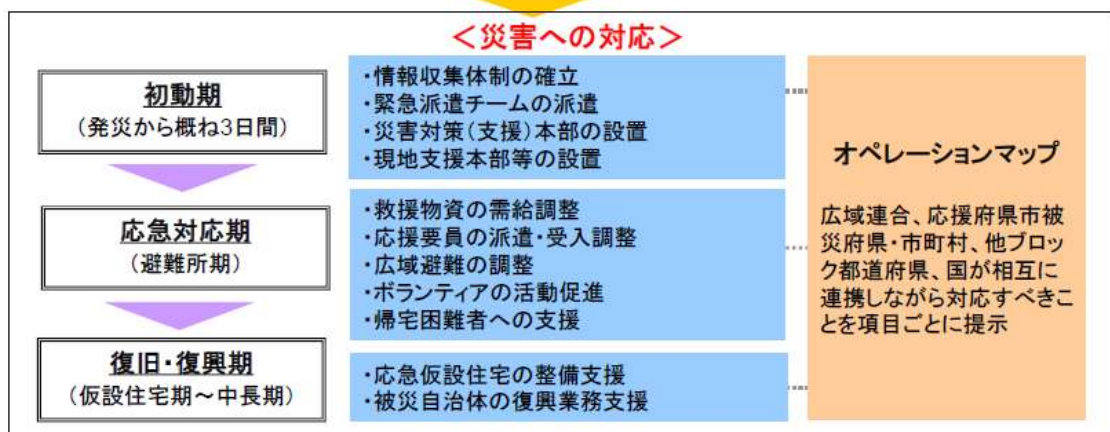 ＜災害への対応＞
初動期
（発災から概ね3日間）
・情報収集体制の確立
・緊急派遣チームの派遣
・災害対策（支援）本部の設置
・現地支援本部等の設置
応急対応期
（避難所期）
・救援物資の需給調整
・応援要員の派遣・受入調整
・広域避難の調整
・ボランティアの活動促進
・帰宅困難者への支援
復旧・復興期
（仮設住宅期～中長期）
・応急仮設住宅の整備支援
・被災自治体の復興業務支援
オペレーションマップ
広域連合、応援府県市被
災府県・市町村、他ブロッ
ク都道府県、国が相互に
連携しながら対応すべきこ
とを項目ごとに提示